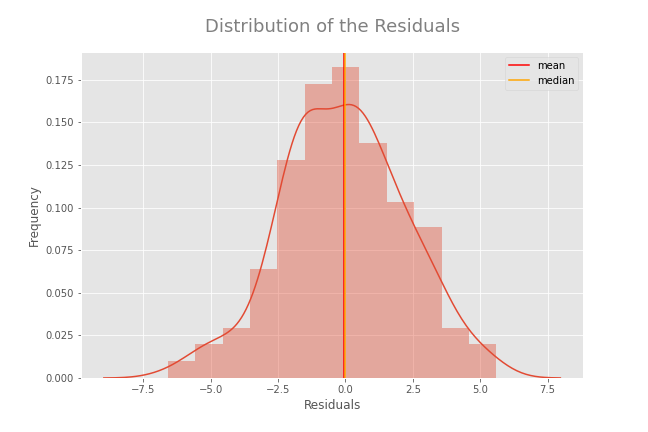 Distribution of the Residuals
mean
median
0.175
0.150
0.125
0.100
0.075
0.050
0.025
0.000
Frequency
−7.5 −5.0 −2.5 0.0 2.5 5.0 7.5
Residuals